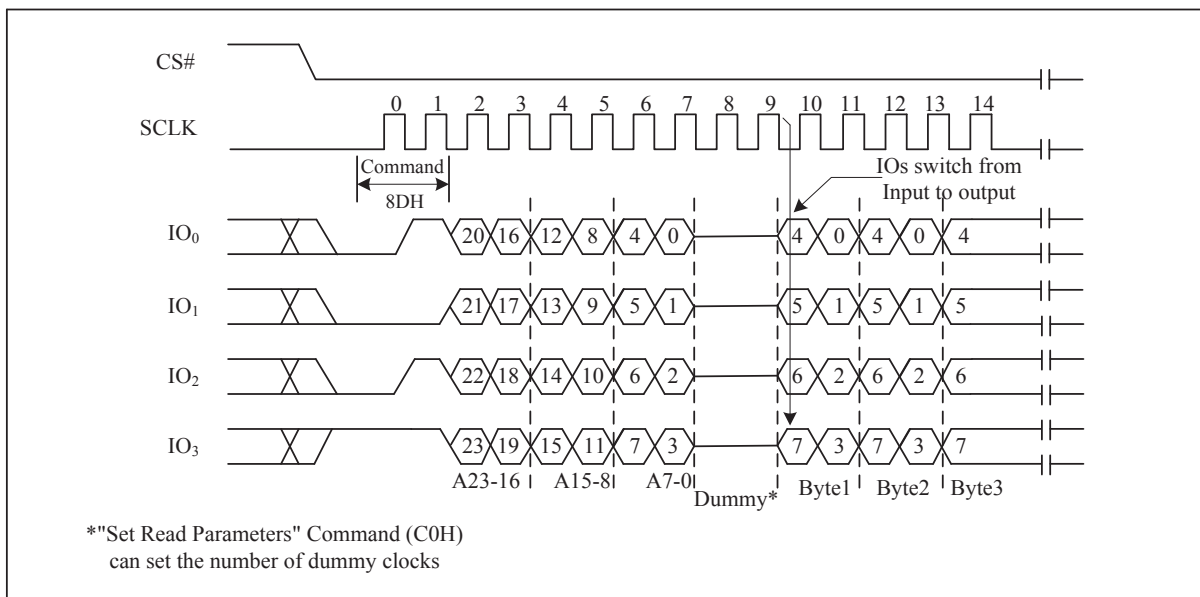 CS#
0 1 2 3 4 5 6 7 8 9 10 11 12 13 14
SCLK
Command
8DH
IOs switch from
Input to output
IO0 20 16 12 8 4 0 4 0 4 0 4
IO1 21 17 13 9 5 1 5 1 5 1 5
IO2 22 18 14 10 6 2 6 2 6 2 6
IO3 23 19 15 11 7 3 7 3 7 3 7
A23-16 A15-8 A7-0 Dummy* Byte1 Byte2 Byte3
*"Set Read Parameters" Command (C0H)
can set the number of dummy clocks